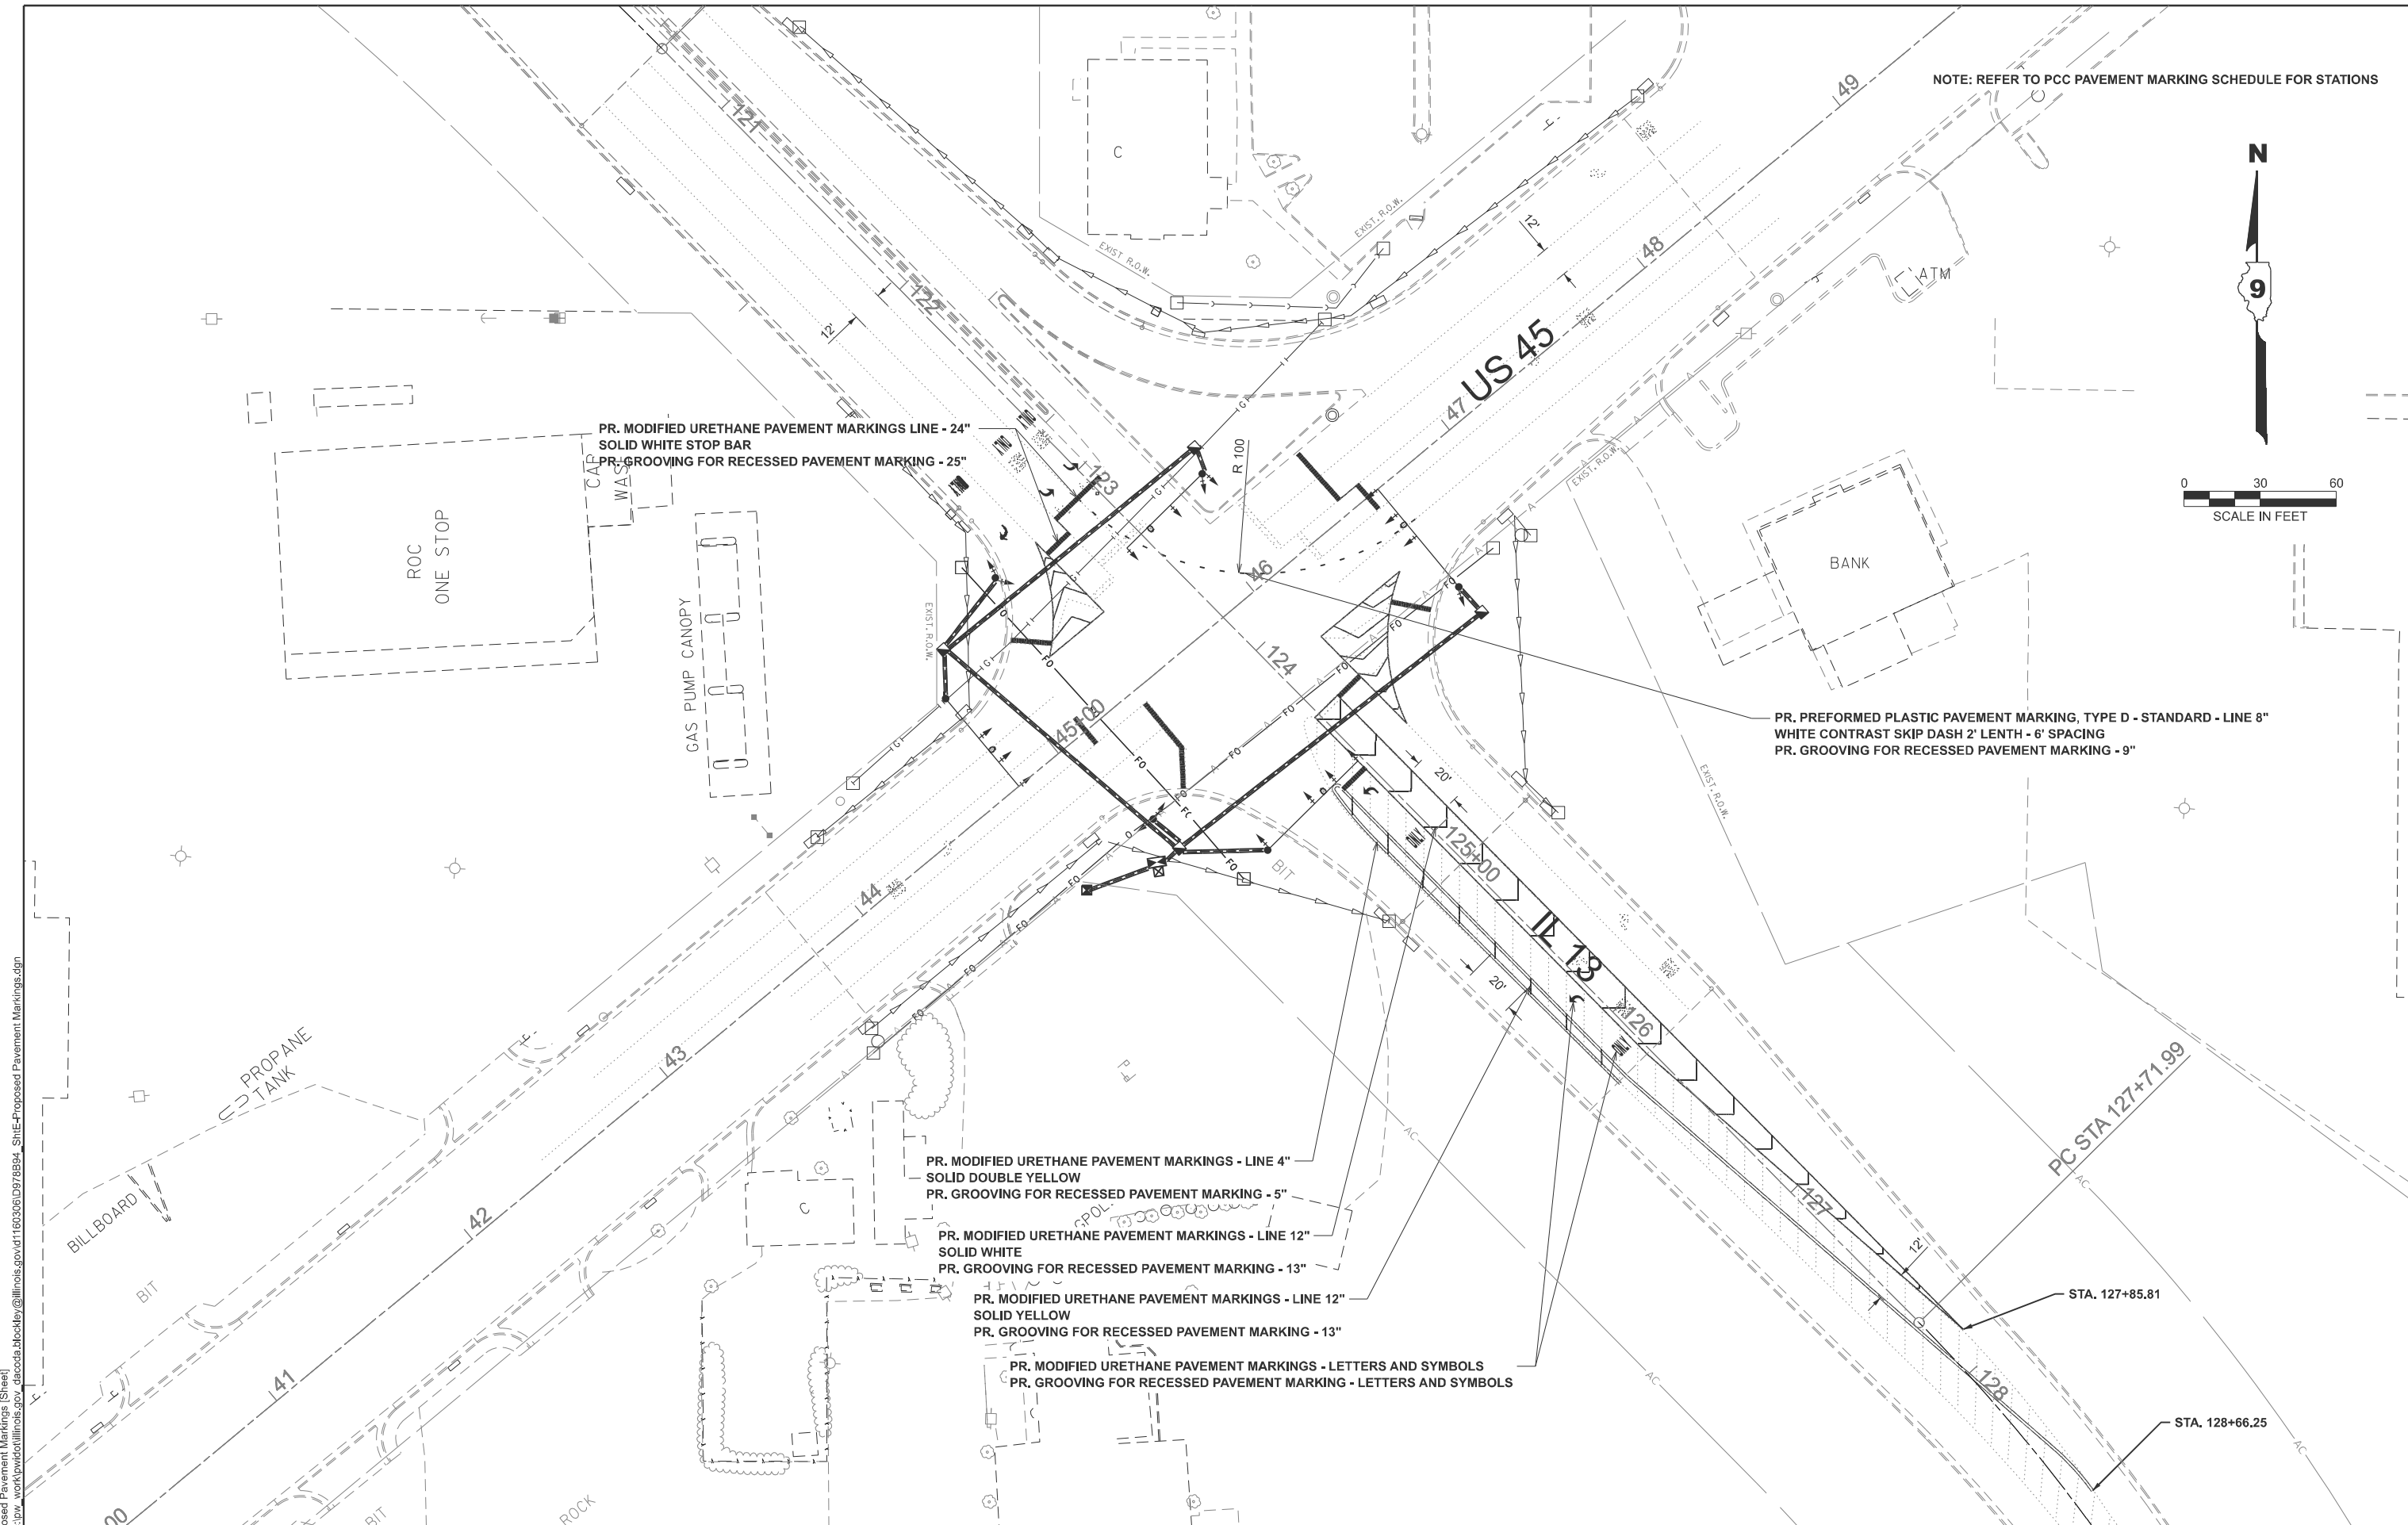 NOTE: REFER TO PCC PAVEMENT MARKING SCHEDULE FOR STATIONS
N
9
0 30 60
SCALE IN FEET
49
48
47
US 45
46
45+00
44
43
42
41
00
121
122
123
124
125+00
IL 13
126
127
128
12'
12'
20'
20'
12'
C
EXIST R.O.W.
EXIST. R.O.W.
ATM
R 100
EXIST. R.O.W.
BANK
EXIST. R.O.W.
EXIST. R.O.W.
PR. MODIFIED URETHANE PAVEMENT MARKINGS LINE - 24"
SOLID WHITE STOP BAR
PR. GROOVING FOR RECESSED PAVEMENT MARKING - 25"
ROC
ONE STOP
GAS PUMP CANOPY
PR. PREFORMED PLASTIC PAVEMENT MARKING, TYPE D - STANDARD - LINE 8"
WHITE CONTRAST SKIP DASH 2' LENTH - 6' SPACING
PR. GROOVING FOR RECESSED PAVEMENT MARKING - 9"
BIT
PROPANE
TANK
BILLBOARD
BIT
BIT
ROCK
C
PR. MODIFIED URETHANE PAVEMENT MARKINGS - LINE 4"
SOLID DOUBLE YELLOW
PR. GROOVING FOR RECESSED PAVEMENT MARKING - 5"
PR. MODIFIED URETHANE PAVEMENT MARKINGS - LINE 12"
SOLID WHITE
PR. GROOVING FOR RECESSED PAVEMENT MARKING - 13"
PR. MODIFIED URETHANE PAVEMENT MARKINGS - LINE 12"
SOLID YELLOW
PR. GROOVING FOR RECESSED PAVEMENT MARKING - 13"
PR. MODIFIED URETHANE PAVEMENT MARKINGS - LETTERS AND SYMBOLS
PR. GROOVING FOR RECESSED PAVEMENT MARKING - LETTERS AND SYMBOLS
PC STA 127+71.99
STA. 127+85.81
STA. 128+66.25